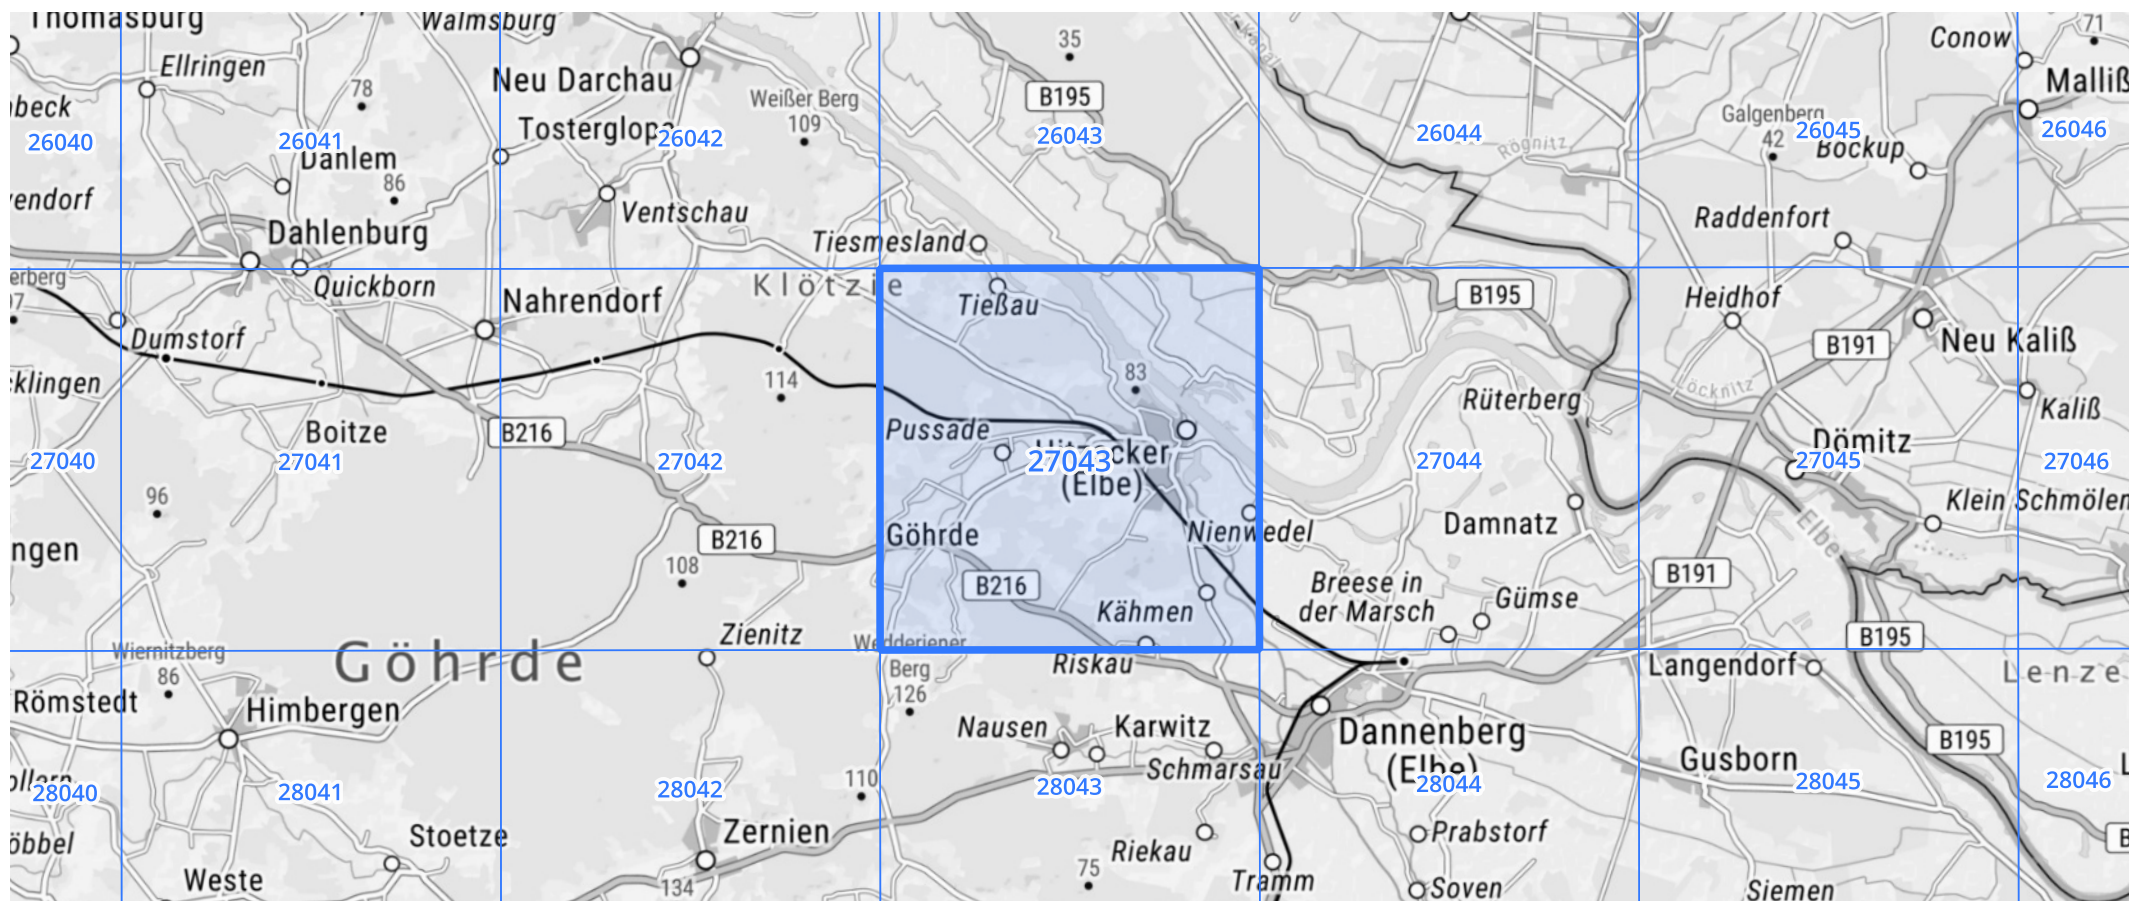 Thomasburg
Walmsburg
Ellringen
78
Neu Darchau
Weißer Berg
109
35
B195
Conow
71
Malliß
Galgenberg
42
26040
26041
Danlem
86
Tosterglope
26042
26043
26044
Rögnitz
26045
Bockup
26046
Dahlenburg
Ventschau
Tiesmesland
Raddenfort
Quickborn
Nahrendorf
Klötzie
Tießau
B195
Heidhof
Dumstorf
114
83
B191
Neu Kaliß
Löcknitz
Rüterberg
Kaliß
Boitze
B216
Pussade
Hitzacker
(Elbe)
Dömitz
27040
27041
27042
27043
27044
27045
27046
96
B216
Göhrde
Nienwedel
Damnatz
Elbe
Klein Schmölen
108
B216
B191
Breese in
der Marsch
Gümse
Kähmen
Wiernitzberg
86
Göhrde
Zienitz
Wedderiener
Berg
126
Riskau
B195
Langendorf
Lenze
Römstedt
Himbergen
Nausen
Karwitz
Schmarsau
Dannenberg
(Elbe)
Gusborn
B195
28040
28041
28042
110
28043
28044
28045
28046
Stoetze
Zernien
134
Riekau
75
Prabstorf
Weste
Tramm
Soven
Siemen